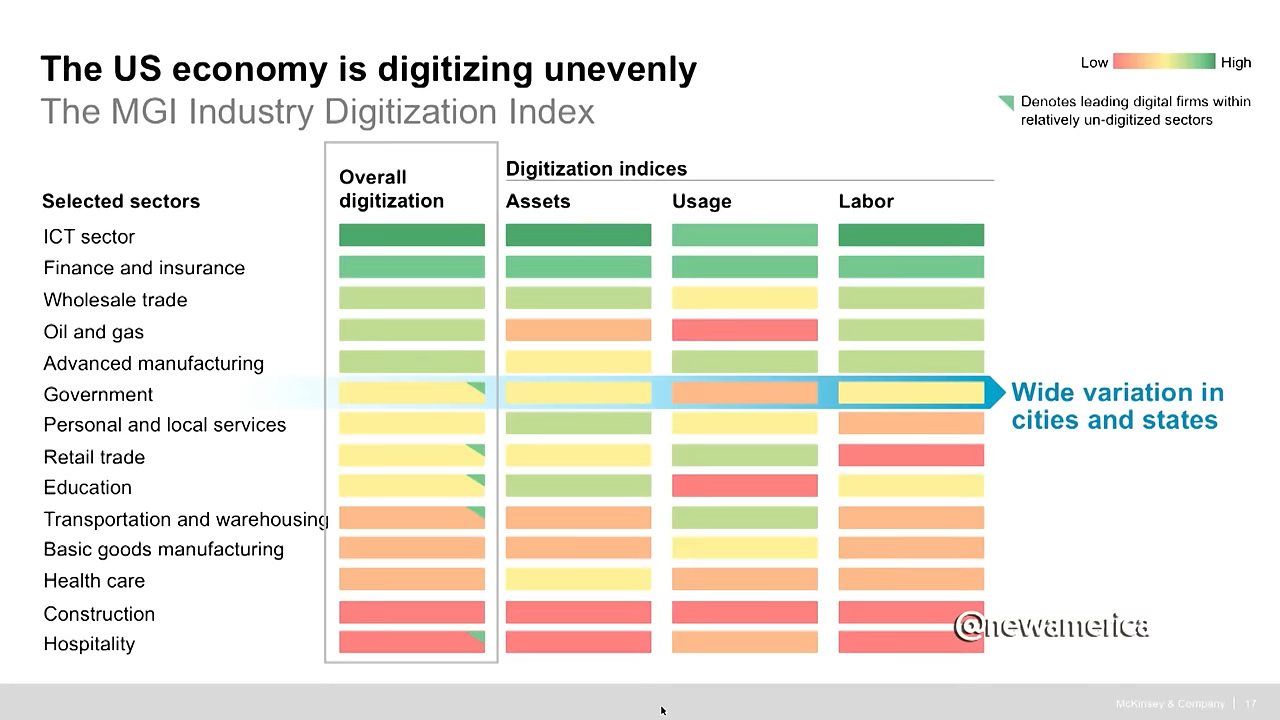 The US economy is digitizing unevenly
The MGI Industry Digitization Index
Low High
Denotes leading digital firms within
relatively un-digitized sectors
Selected sectors
Overall
digitization
Digitization indices
Assets
Usage
Labor
ICT sector
Finance and insurance
Wholesale trade
Oil and gas
Advanced manufacturing
Government
Wide variation in
cities and states
Personal and local services
Retail trade
Education
Transportation and warehousing
Basic goods manufacturing
Health care
Construction
Hospitality
@newamerica
McKinsey & Company | 17